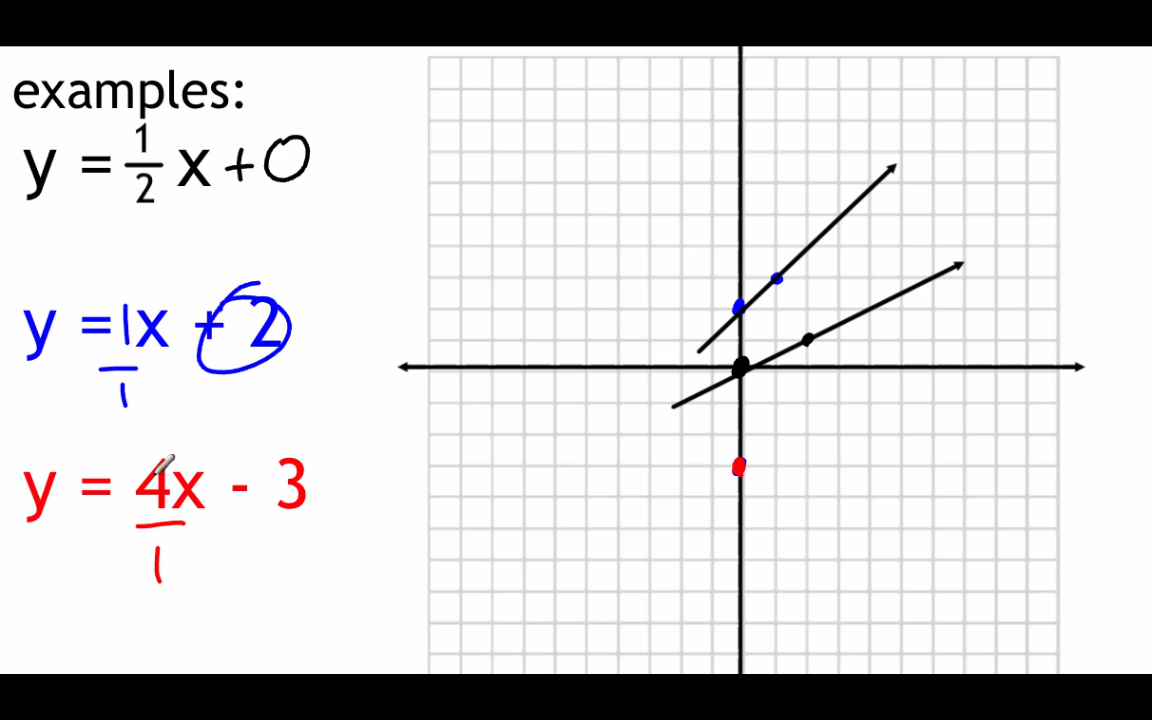 examples:
y = 1/2 x + 0
y = 1x + 2
1
y = 4x - 3
1